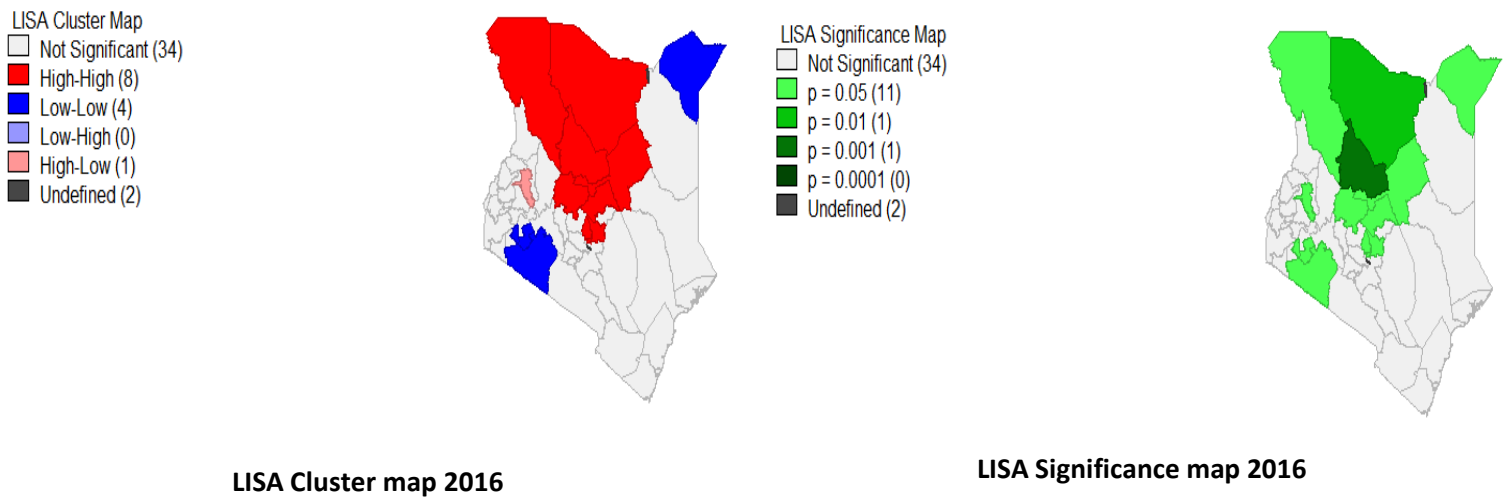 LISA Cluster Map
Not Significant (34)
High-High (8)
Low-Low (4)
Low-High (0)
High-Low (1)
Undefined (2)
LISA Significance Map
Not Significant (34)
p = 0.05 (11)
p = 0.01 (1)
p = 0.001 (1)
p = 0.0001 (0)
Undefined (2)
LISA Cluster map 2016
LISA Significance map 2016